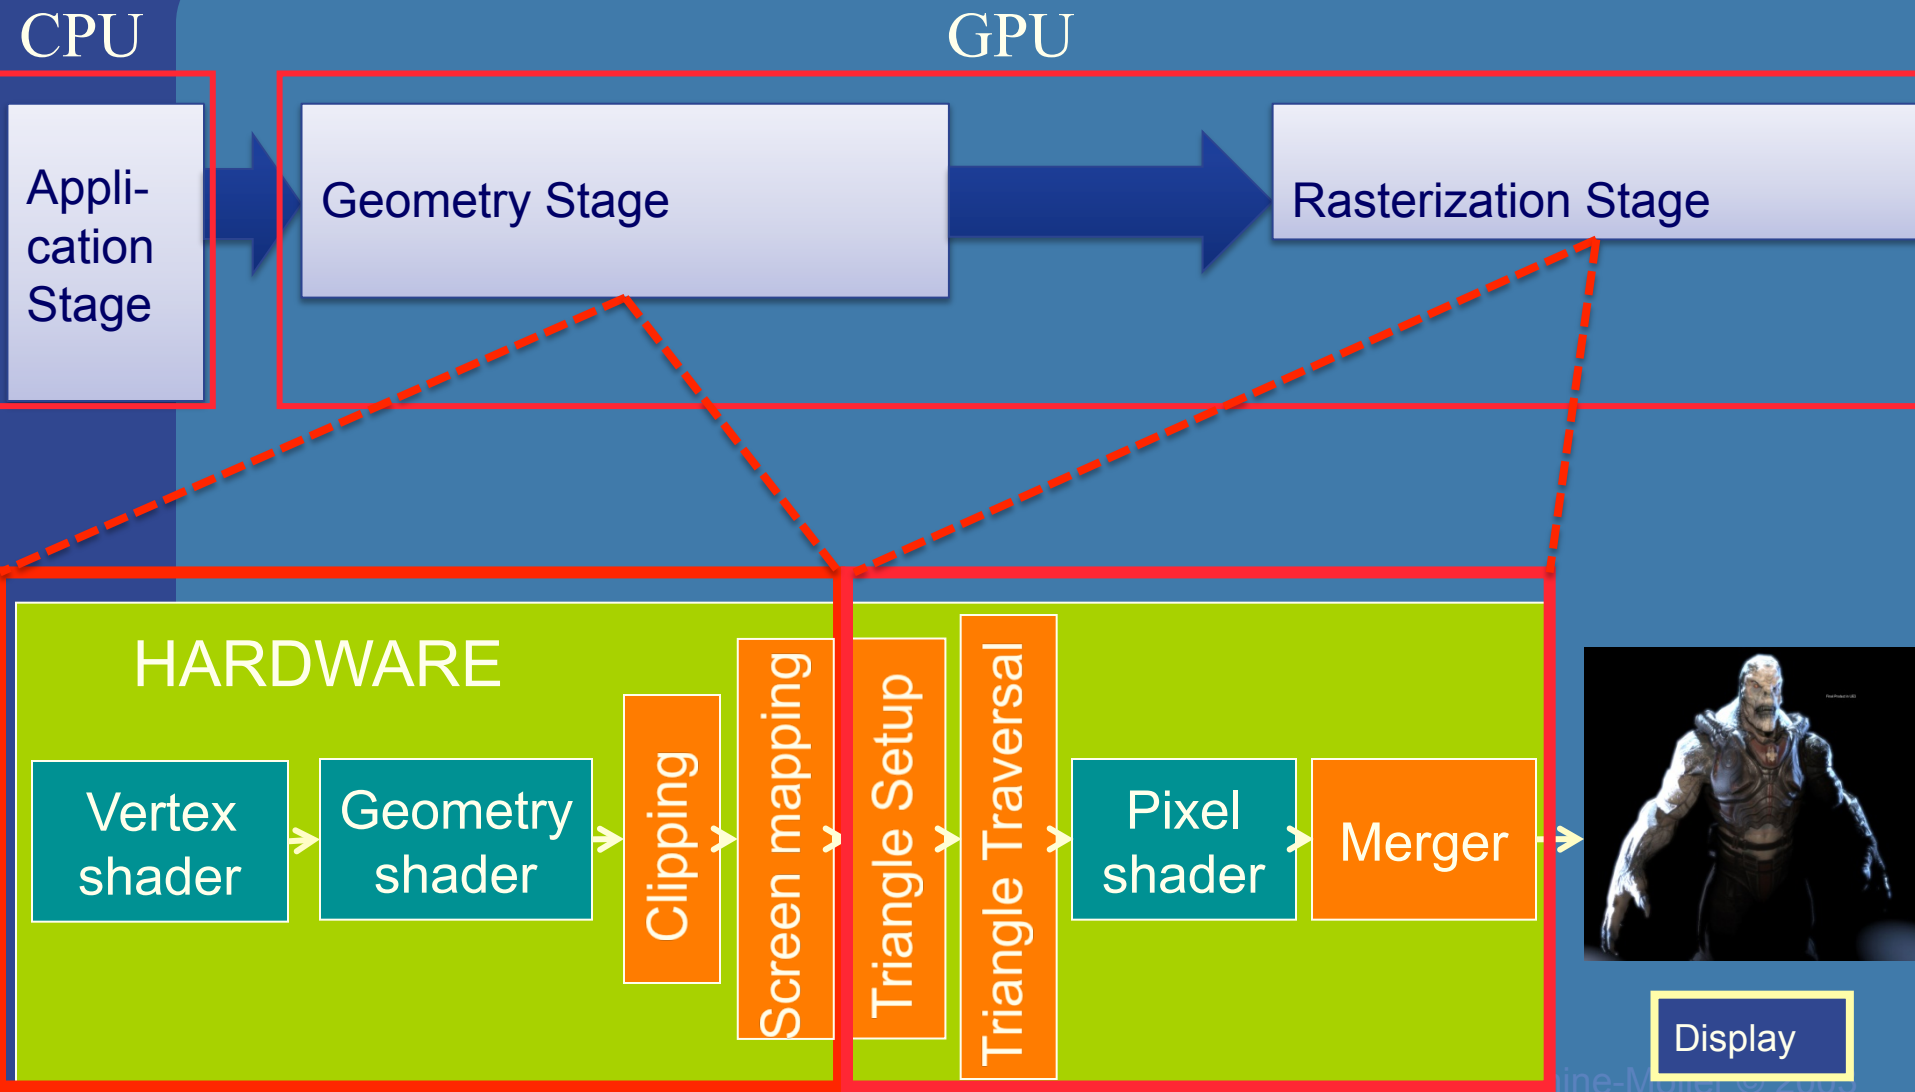 CPU
GPU
Appli-
cation
Stage
Geometry Stage
Rasterization Stage
HARDWARE
Vertex
shader
Geometry
shader
Clipping
Screen mapping
Triangle Setup
Triangle Traversal
Pixel
shader
Merger
Display